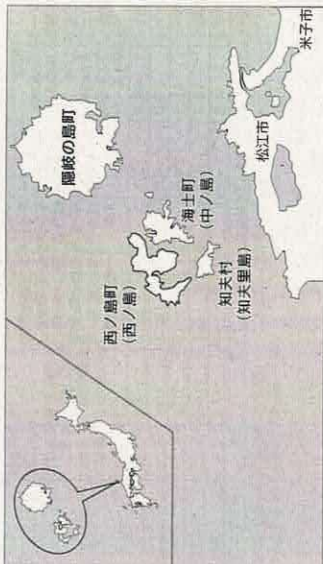 隠岐の島町
西ノ島町
(西ノ島)
海士町
(中ノ島)
知夫村
(知夫里島)
松江市
米子市